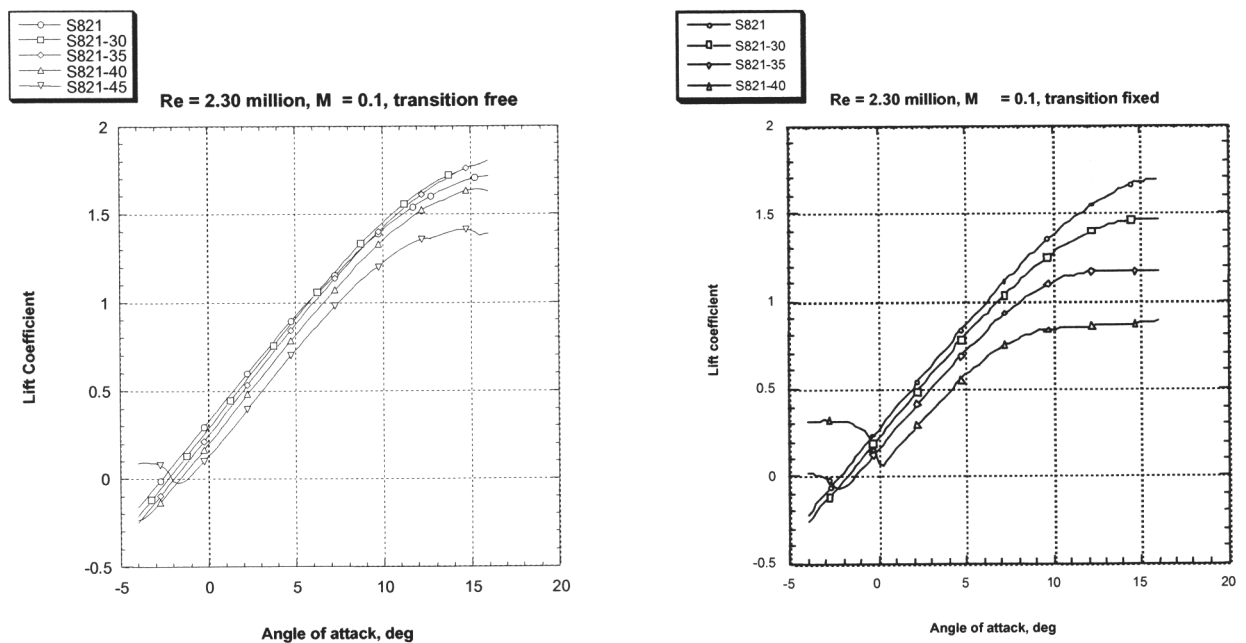 S821
S821-30
S821-35
S821-40
S821-45
Re = 2.30 million, M = 0.1, transition free
2
1.5
1
0.5
0
-0.5
-5 0 5 10 15 20
Lift Coefficient
Angle of attack, deg
S821
S821-30
S821-35
S821-40
Re = 2.30 million, M = 0.1, transition fixed
2
1.5
1
0.5
0
-0.5
-5 0 5 10 15 20
Lift coefficient
Angle of attack, deg